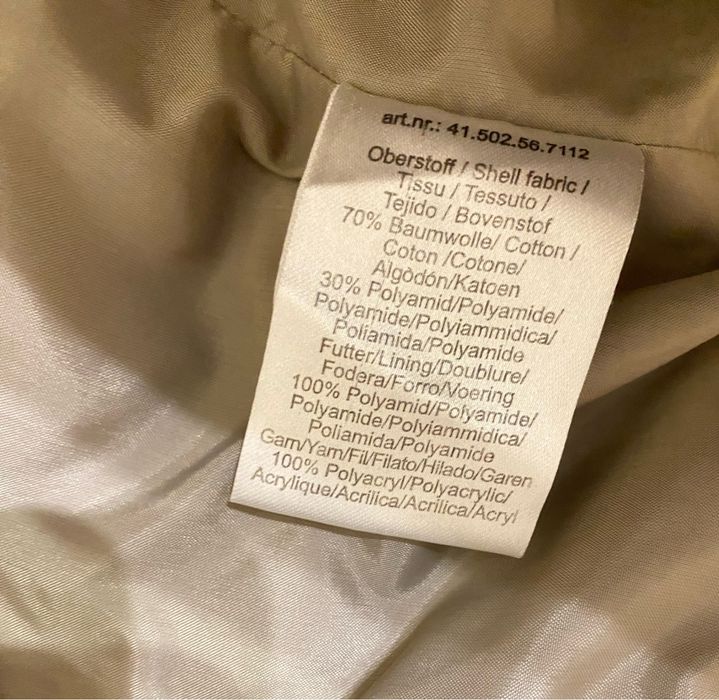 art.nr.: 41.502.56.7112
Oberstoff / Shell fabric /
Tissu / Tessuto /
Tejido / Bovenstof
70% Baumwolle/ Cotton /
Coton /Cotone/
Algòdón/Katoen
30% Polyamid/Polyamide/
Polyamide/Polyiammidica/
Poliamida/Polyamide
Futter/Lining/Doublure/
Fodera/Forro/Voering
100% Polyamid/Polyamide/
Polyamide/Polyiammidica/
Poliamida/Polyamide
Garn/Yarn/Fil/Filato/Hilado/Garen
100% Polyacryl/Polyacrylic/
Acrylique/Acrilica/Acrilica/Acryl